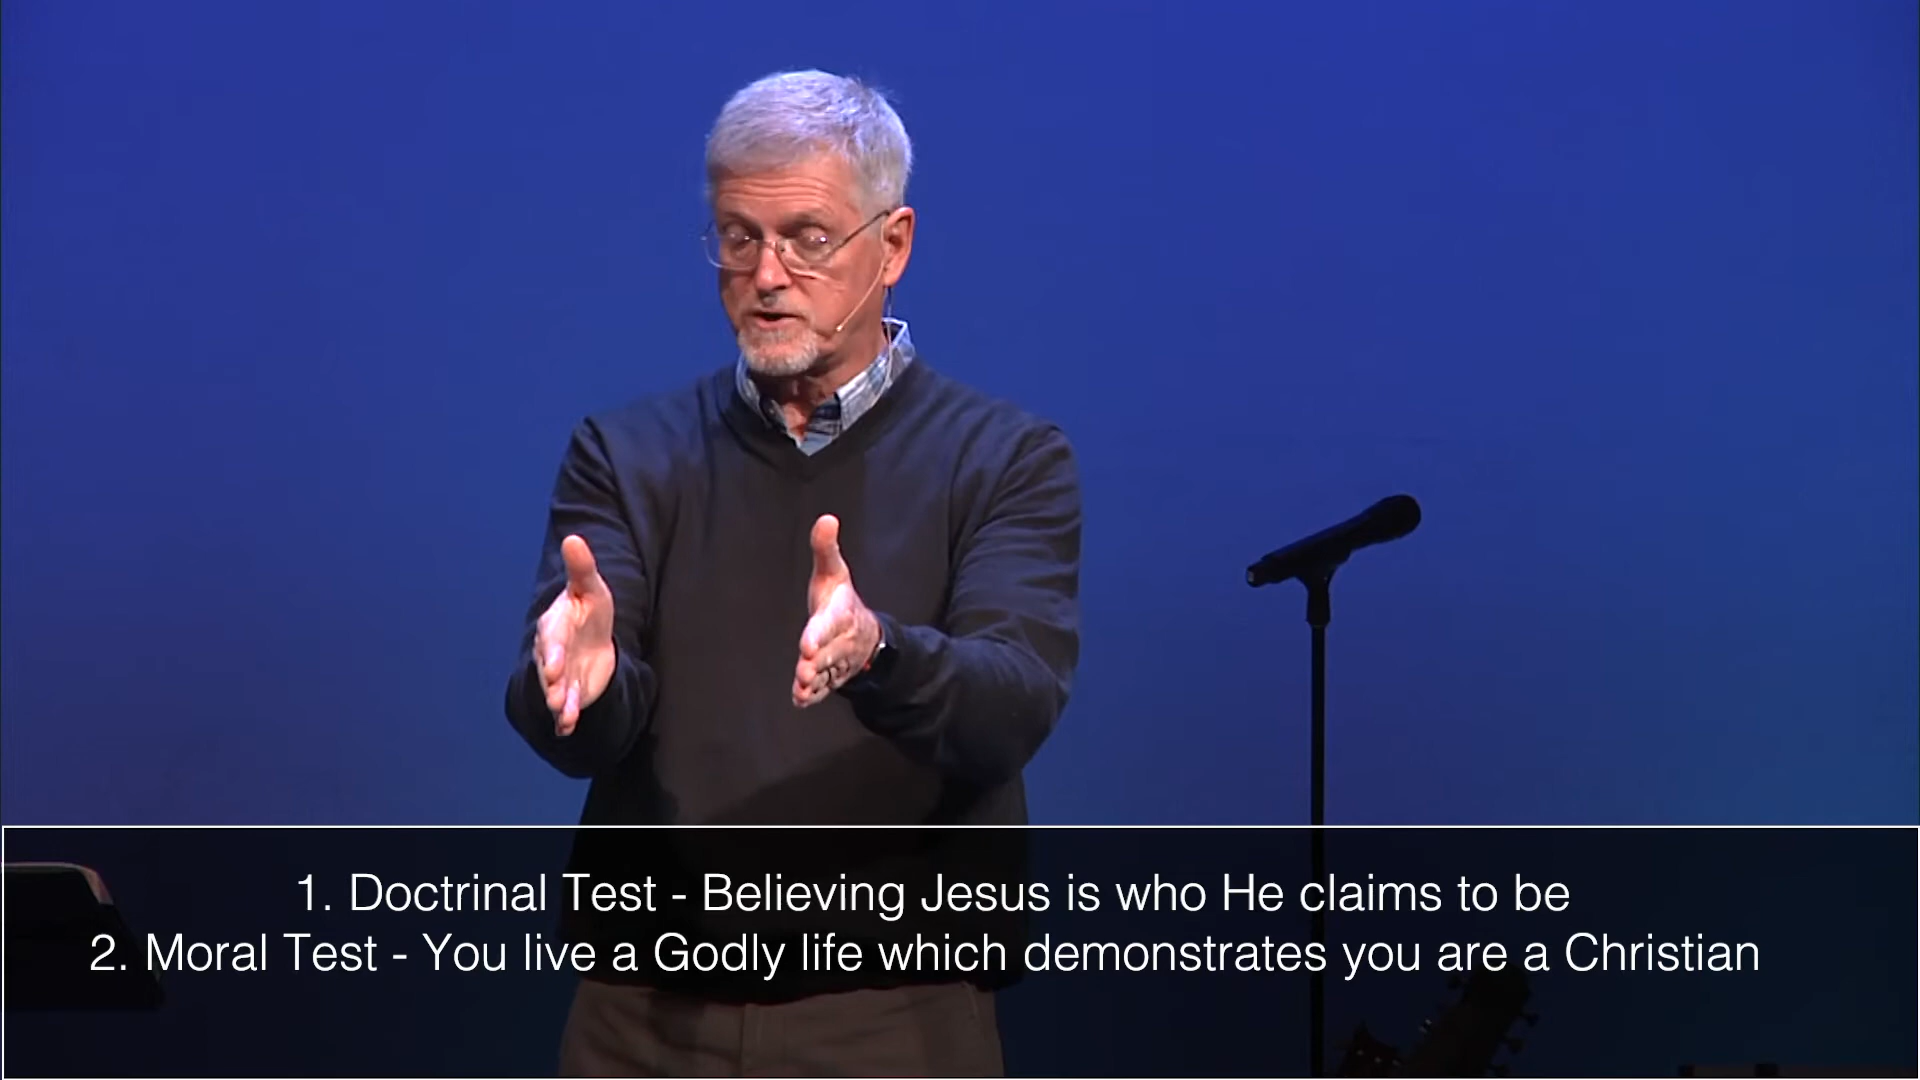 1. Doctrinal Test - Believing Jesus is who He claims to be
2. Moral Test - You live a Godly life which demonstrates you are a Christian